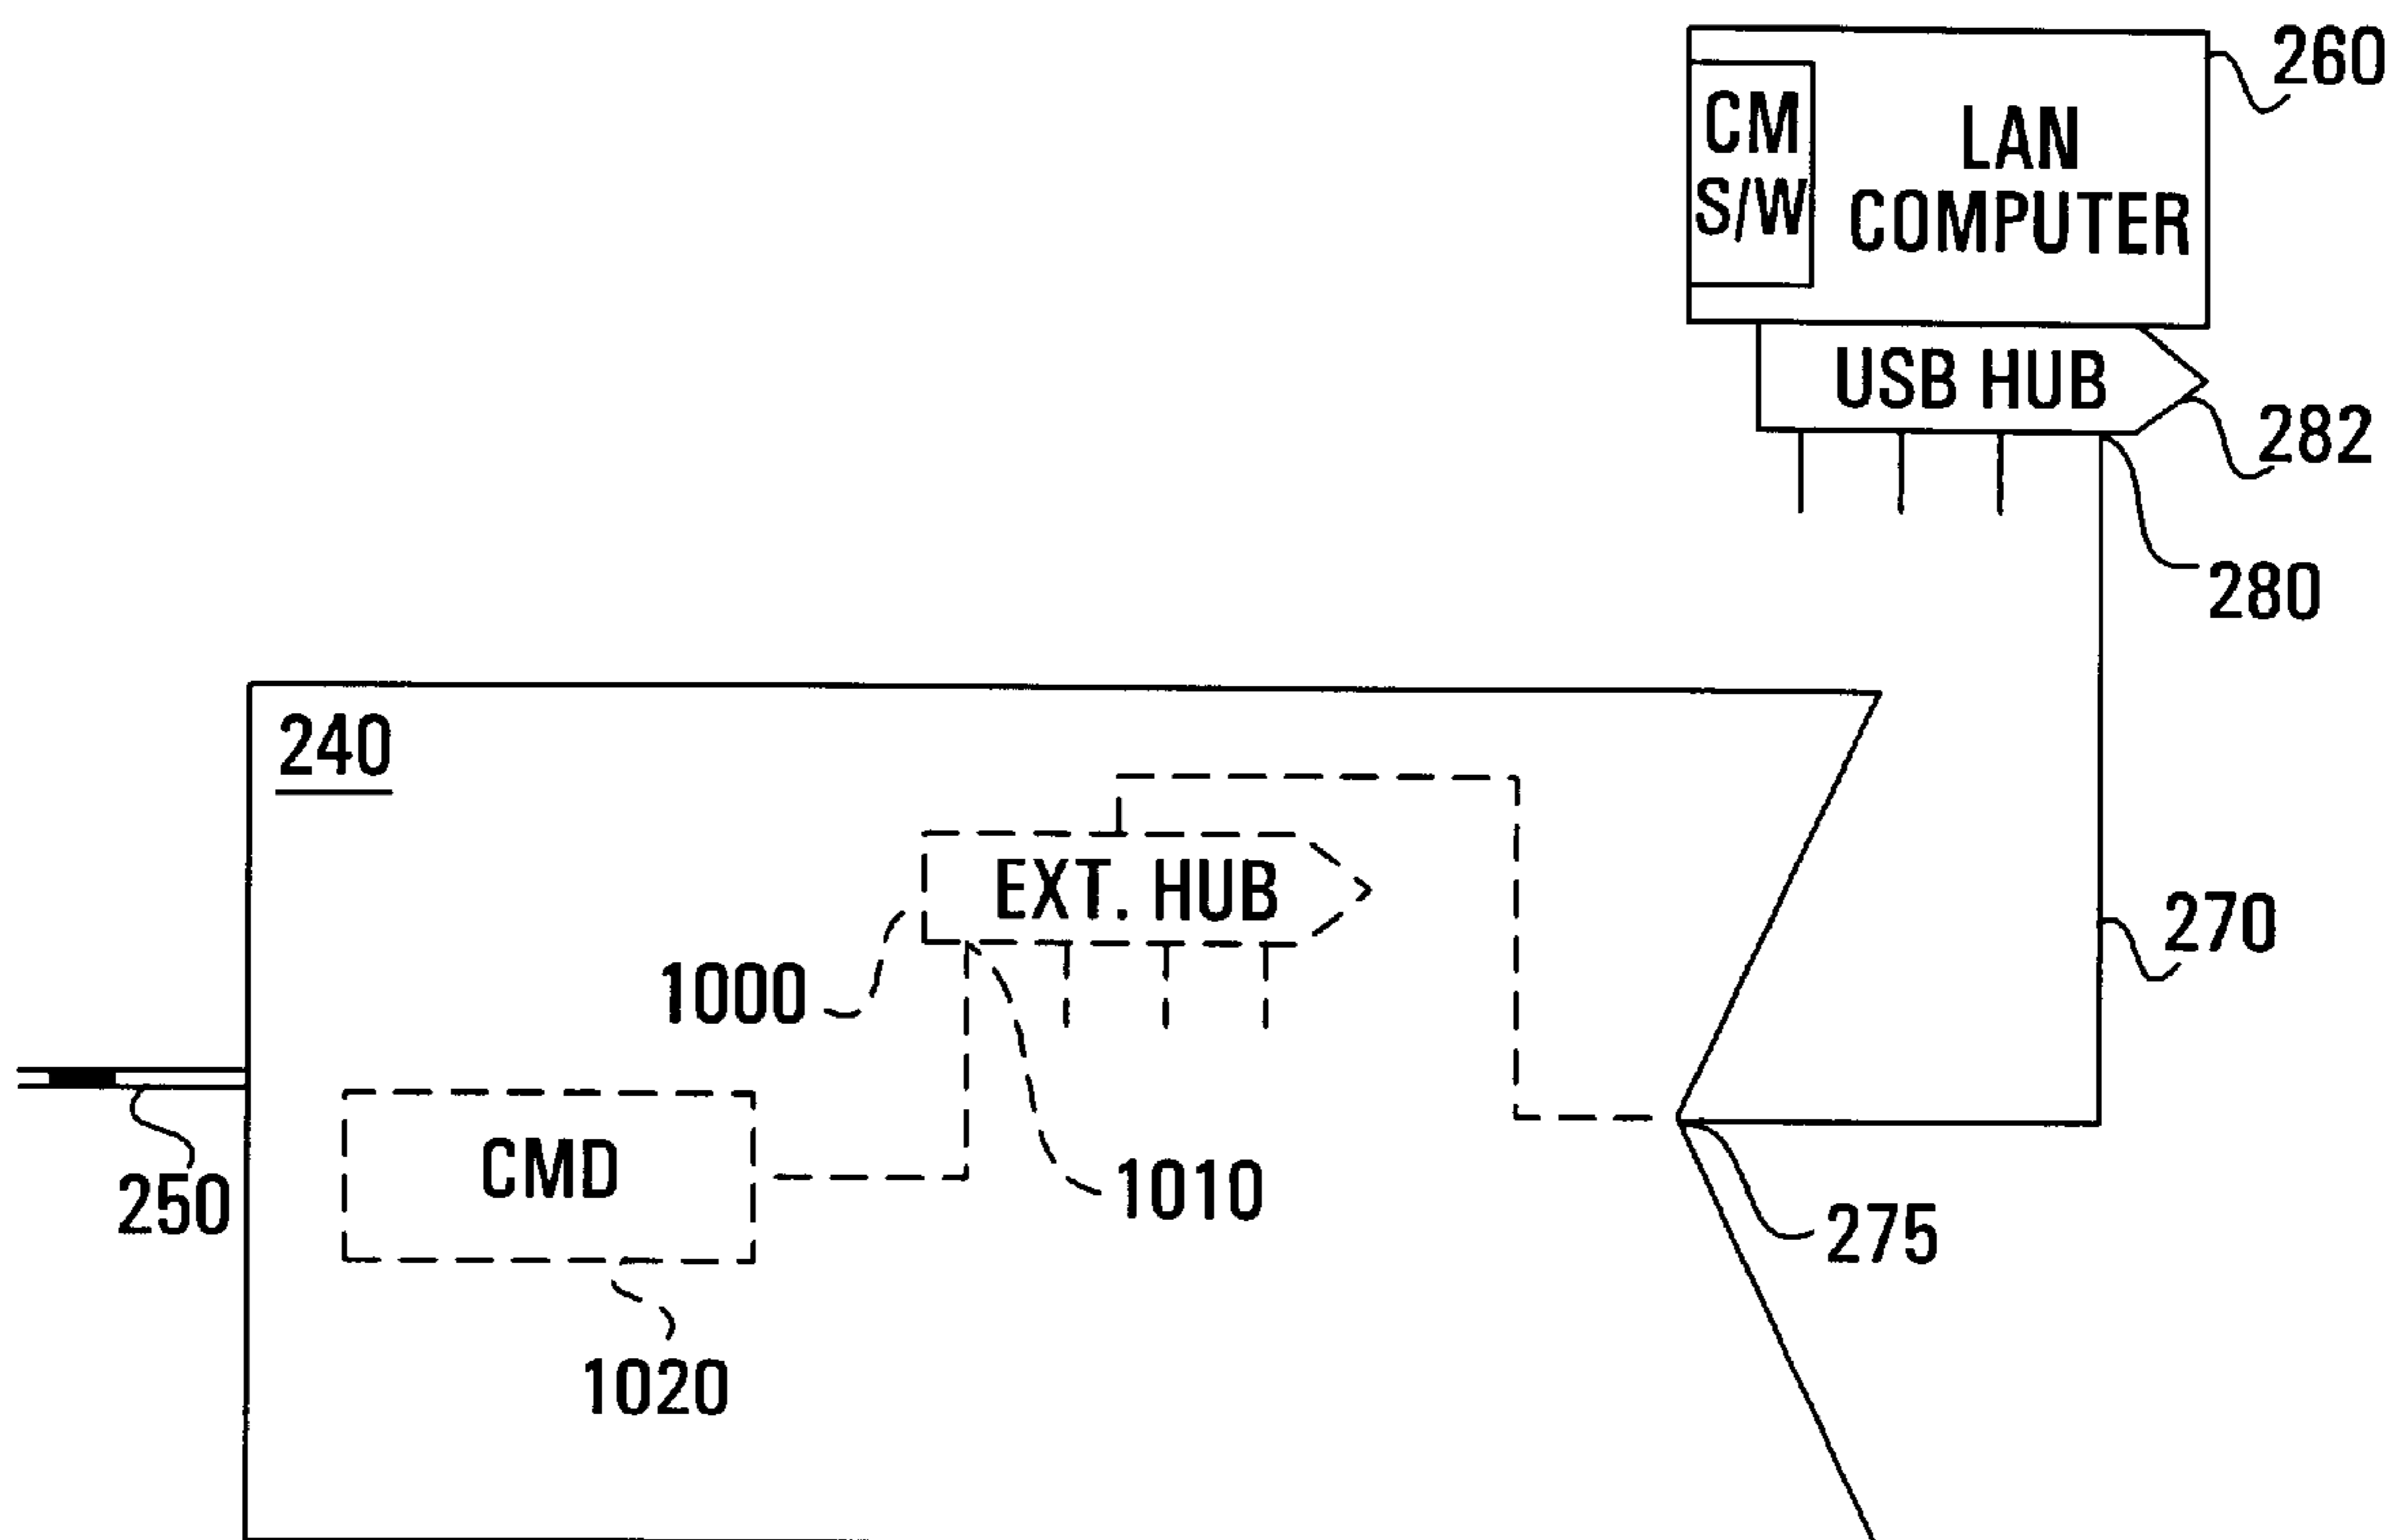 260
CM
S/W
LAN
COMPUTER
USB HUB
282
280
240
EXT. HUB
270
1000
CMD
250
1010
275
1020